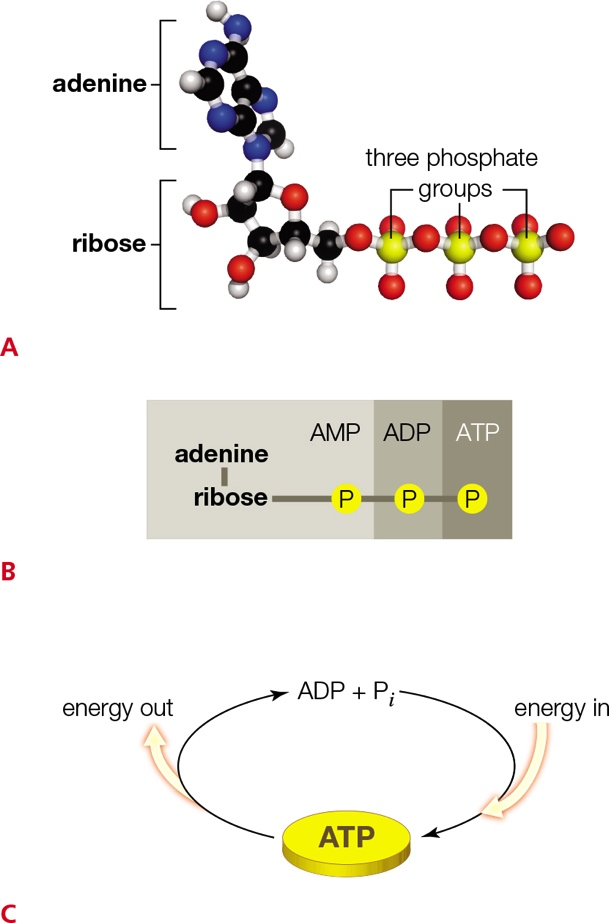 adenine
three phosphate
groups
ribose
A
AMP ADP ATP
adenine
ribose P P P
B
ADP + Pi
energy out
energy in
ATP
C